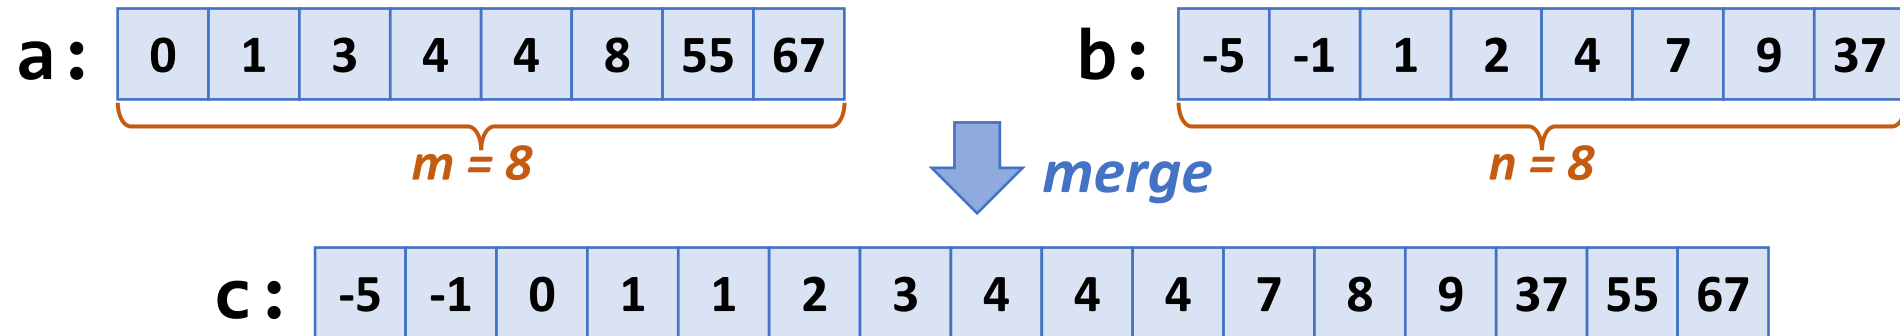 a: 0 1 3 4 4 8 55 67 b: -5 -1 1 2 4 7 9 37
m = 8 n = 8
merge
c: -5 -1 0 1 1 2 3 4 4 4 7 8 9 37 55 67